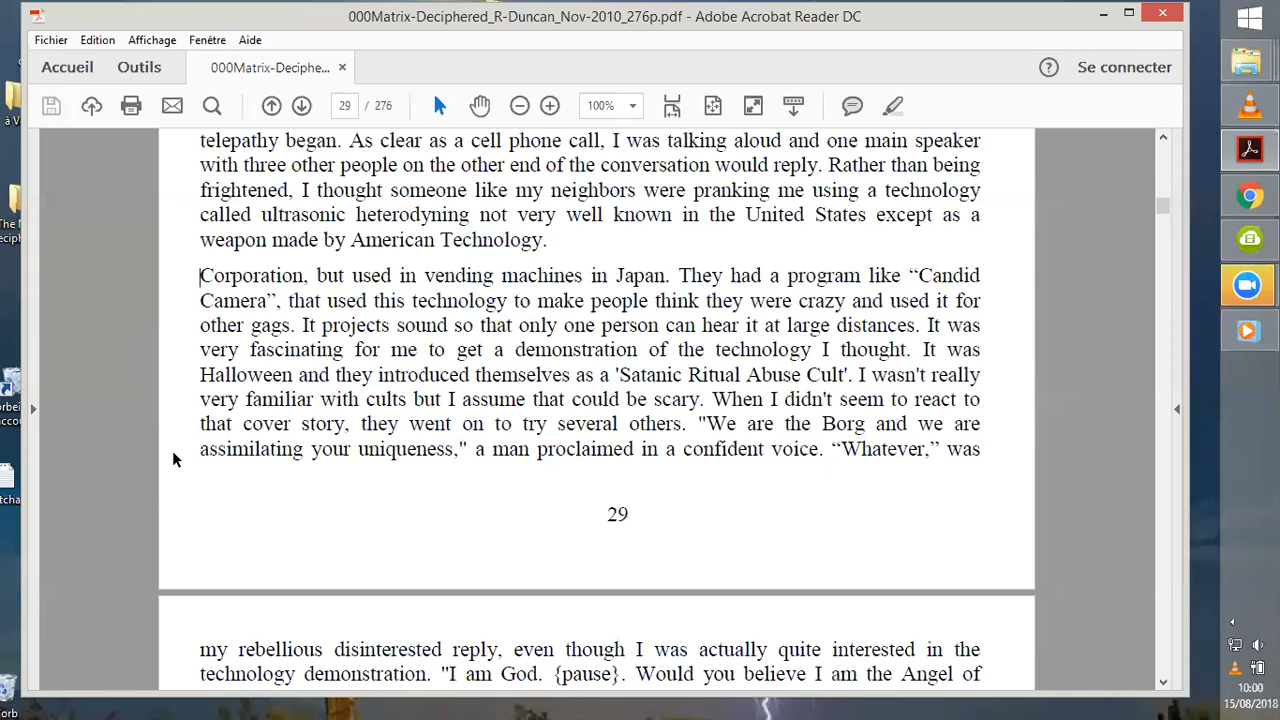 000Matrix-Deciphered_R-Duncan_Nov-2010_276p.pdf - Adobe Acrobat Reader DC
Fichier Edition Affichage Fenêtre Aide
Accueil Outils 000Matrix-Deciphe... × ? Se connecter
29 / 276 100%
telepathy began. As clear as a cell phone call, I was talking aloud and one main speaker
with three other people on the other end of the conversation would reply. Rather than being
frightened, I thought someone like my neighbors were pranking me using a technology
called ultrasonic heterodyning not very well known in the United States except as a
weapon made by American Technology.
Corporation, but used in vending machines in Japan. They had a program like “Candid
Camera”, that used this technology to make people think they were crazy and used it for
other gags. It projects sound so that only one person can hear it at large distances. It was
very fascinating for me to get a demonstration of the technology I thought. It was
Halloween and they introduced themselves as a 'Satanic Ritual Abuse Cult'. I wasn't really
very familiar with cults but I assume that could be scary. When I didn't seem to react to
that cover story, they went on to try several others. "We are the Borg and we are
assimilating your uniqueness," a man proclaimed in a confident voice. “Whatever,” was
29
my rebellious disinterested reply, even though I was actually quite interested in the
technology demonstration. "I am God. {pause}. Would you believe I am the Angel of
10:00
15/08/2018